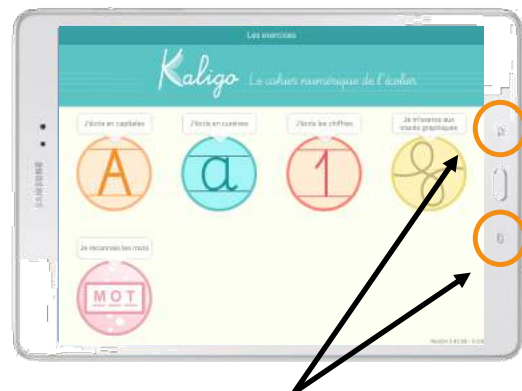 Les exercices
Kaligo Le cahier numérique de l'écolier
J'écris en capitales
J'écris en cursives
J'écris les chiffres
Je m'exerce aux
tracés graphiques
A
a
1
Je reconnais les mots
MOT
SAMSUNG